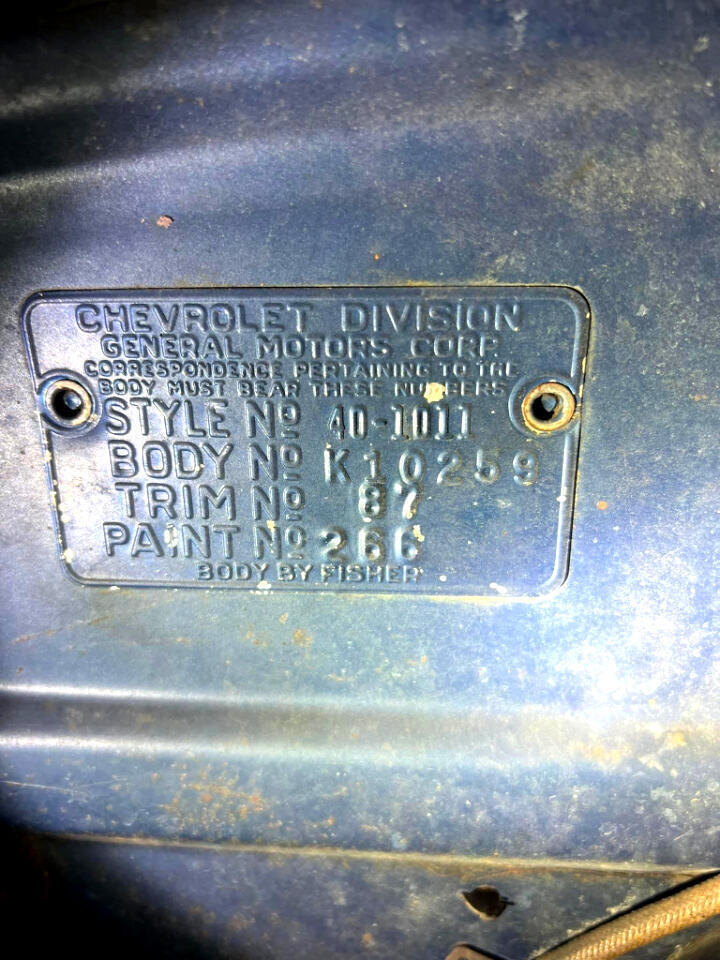 CHEVROLET DIVISION
GENERAL MOTORS CORP.
CORRESPONDENCE PERTAINING TO THE
BODY MUST BEAR THESE NUMBERS
STYLE Nº 40-1011
BODY Nº K10259
TRIM Nº 87
PAINT Nº 266
BODY BY FISHER